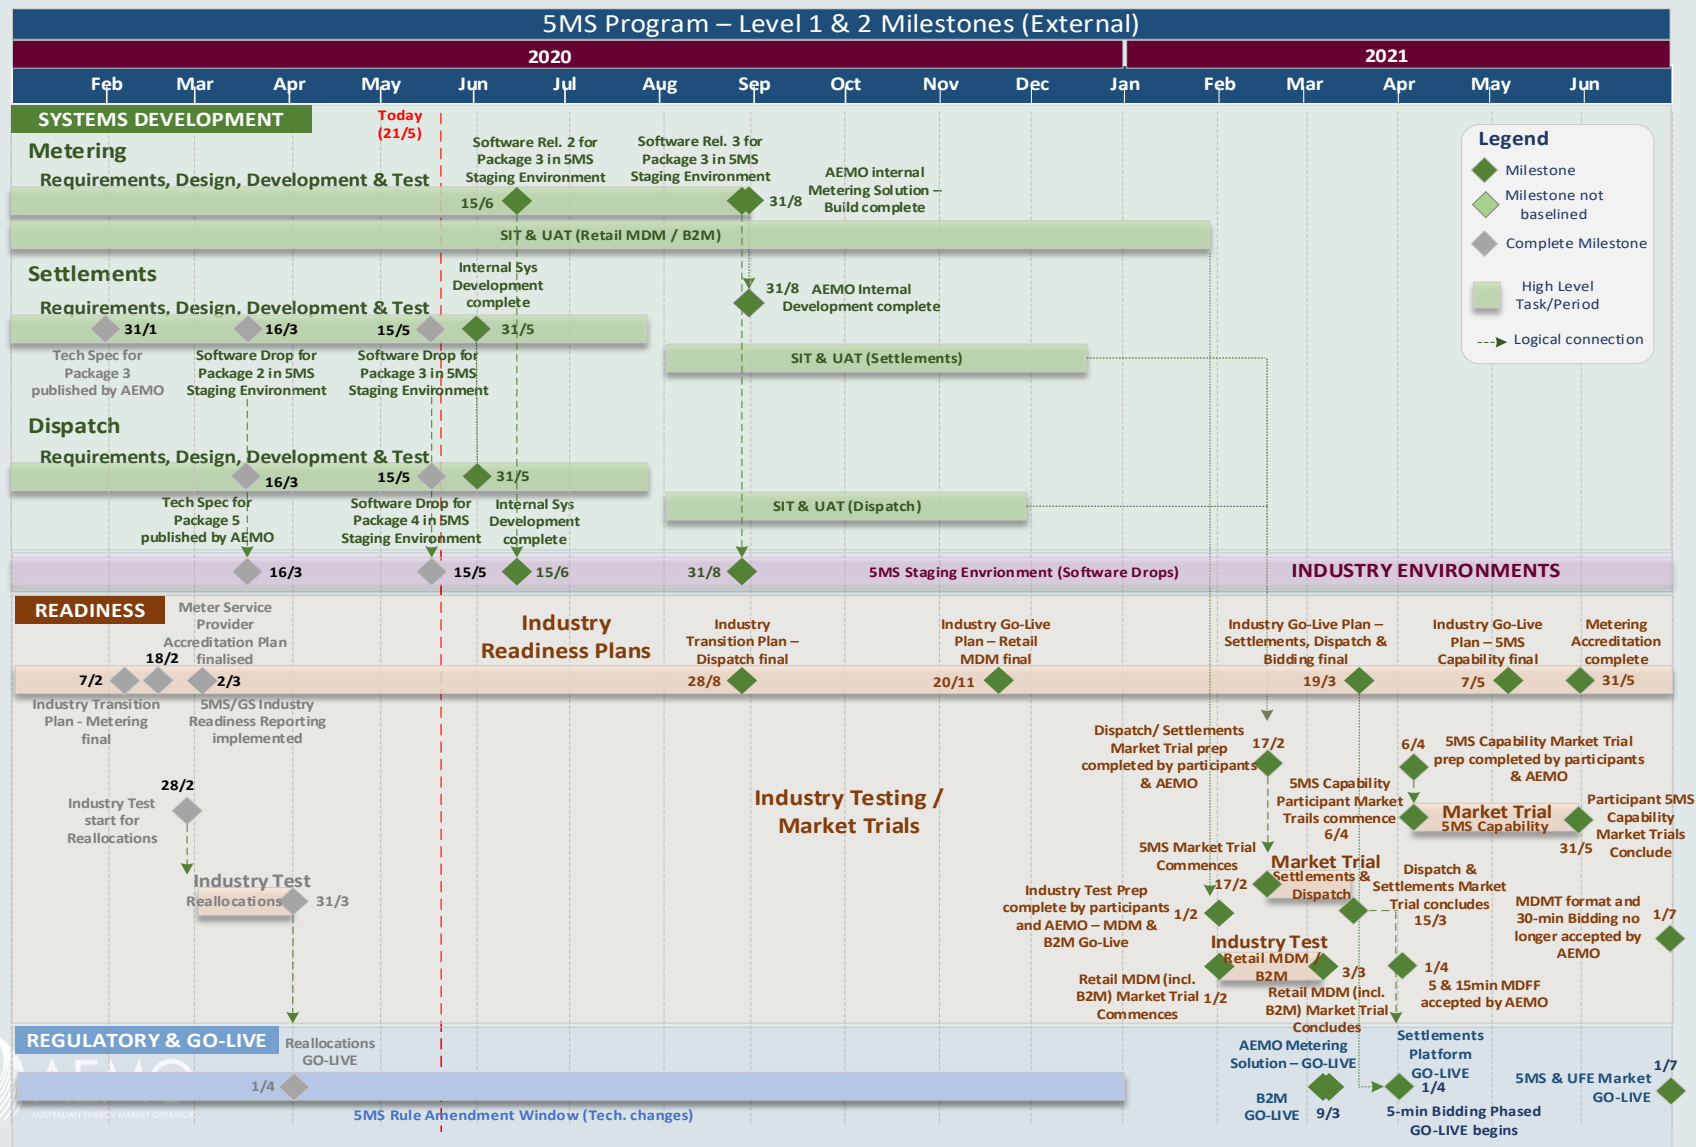 5MS Program – Level 1 & 2 Milestones (External)
2020
2021
Feb Mar Apr May Jun Jul Aug Sep Oct Nov Dec Jan Feb Mar Apr May Jun
SYSTEMS DEVELOPMENT
Today
(21/5)
Legend
Milestone
Milestone not
baselined
Complete Milestone
High Level
Task/Period
Logical connection
Metering
Requirements, Design, Development & Test
Software Rel. 2 for
Package 3 in 5MS
Staging Environment
15/6
Software Rel. 3 for
Package 3 in 5MS
Staging Environment
31/8
AEMO internal
Metering Solution –
Build complete
SIT & UAT (Retail MDM / B2M)
Settlements
Requirements, Design, Development & Test
Internal Sys
Development
complete
31/8 AEMO Internal
Development complete
31/1
16/3
15/5
31/5
Tech Spec for
Package 3
published by AEMO
Software Drop for
Package 2 in 5MS
Staging Environment
Software Drop for
Package 3 in 5MS
Staging Environment
SIT & UAT (Settlements)
Dispatch
Requirements, Design, Development & Test
16/3
15/5
31/5
Tech Spec for
Package 5
published by AEMO
Software Drop for
Package 4 in 5MS
Staging Environment
Internal Sys
Development
complete
SIT & UAT (Dispatch)
16/3
15/5
15/6
31/8
5MS Staging Envrionment (Software Drops)
INDUSTRY ENVIRONMENTS
READINESS
Meter Service
Provider
Accreditation Plan
finalised
18/2
7/2
2/3
Industry Transition
Plan - Metering
final
5MS/GS Industry
Readiness Reporting
implemented
Industry
Readiness Plans
Industry
Transition Plan –
Dispatch final
28/8
Industry Go-Live
Plan – Retail
MDM final
20/11
Industry Go-Live Plan –
Settlements, Dispatch &
Bidding final
19/3
Industry Go-Live
Plan – 5MS
Capability final
7/5
Metering
Accreditation
complete
31/5
28/2
Industry Test
start for
Reallocations
Industry Test
Reallocations
31/3
Industry Testing /
Market Trials
Dispatch/ Settlements
Market Trial prep
completed by participants
& AEMO
17/2
6/4
5MS Capability Market Trial
prep completed by participants
& AEMO
5MS Capability
Participant Market
Trails commence
6/4
Market Trial
5MS Capability
Participant 5MS
Capability
Market Trials
Conclude
31/5
5MS Market Trial
Commences
17/2
Market Trial
Settlements &
Dispatch
Dispatch &
Settlements Market
Trial concludes
15/3
Industry Test Prep
complete by participants
and AEMO – MDM &
B2M Go-Live
1/2
MDMT format and
30-min Bidding no
longer accepted by
AEMO
1/7
Industry Test
Retail MDM /
B2M
3/3
Retail MDM (incl.
B2M) Market Trial
Commences
1/2
Retail MDM (incl.
B2M) Market Trial
Concludes
1/4
5 & 15min MDFF
accepted by AEMO
REGULATORY & GO-LIVE
Reallocations
GO-LIVE
1/4
AEMO
AUSTRALIAN ENERGY MARKET OPERATOR
5MS Rule Amendment Window (Tech. changes)
AEMO Metering
Solution – GO-LIVE
B2M
GO-LIVE
9/3
Settlements
Platform
GO-LIVE
1/4
5-min Bidding Phased
GO-LIVE begins
5MS & UFE Market
GO-LIVE
1/7